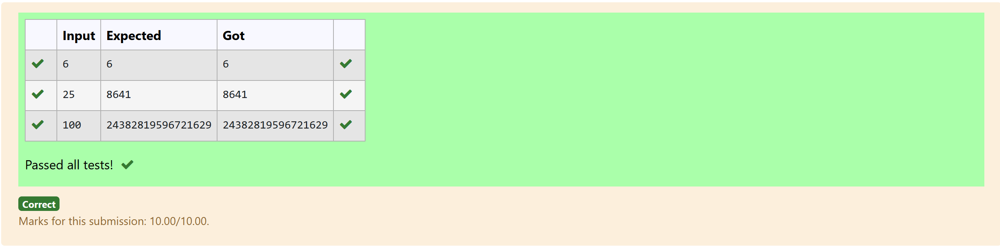 Input Expected Got
6 6 6
25 8641 8641
100 24382819596721629 24382819596721629
Passed all tests!
Correct
Marks for this submission: 10.00/10.00.